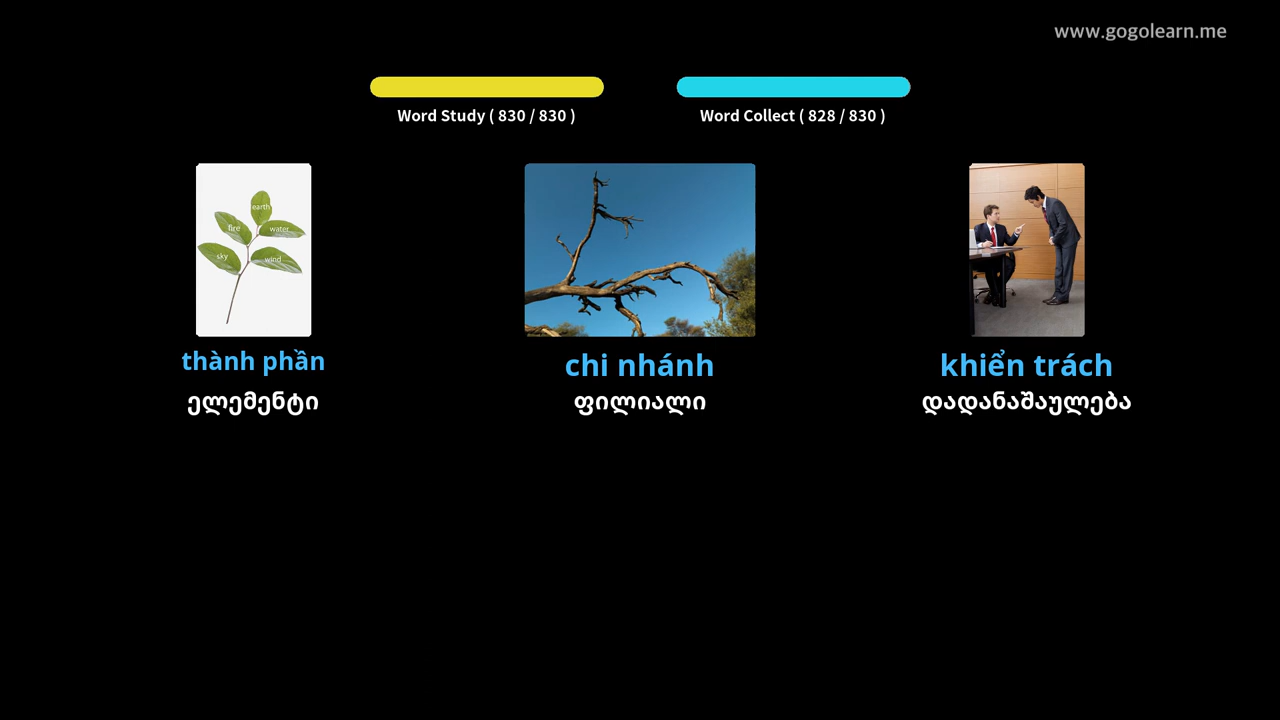 www.gogolearn.me
Word Study ( 830 / 830 )
Word Collect ( 828 / 830 )
earth
fire
water
sky
wind
thành phần
ელემენტი
chi nhánh
ფილიალი
khiển trách
დადანაშაულება